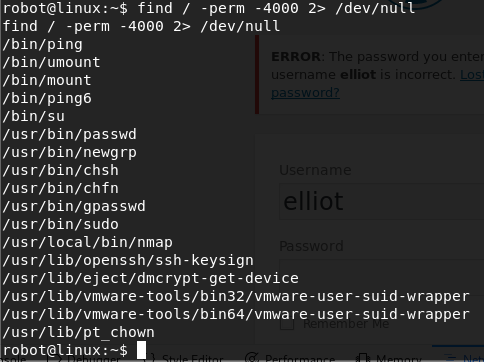 robot@linux:~$ find / -perm -4000 2> /dev/null
find / -perm -4000 2> /dev/null
/bin/ping
/bin/umount
/bin/mount
/bin/ping6
/bin/su
/usr/bin/passwd
/usr/bin/newgrp
/usr/bin/chsh
/usr/bin/chfn
/usr/bin/gpasswd
/usr/bin/sudo
/usr/local/bin/nmap
/usr/lib/openssh/ssh-keysign
/usr/lib/eject/dmcrypt-get-device
/usr/lib/vmware-tools/bin32/vmware-user-suid-wrapper
/usr/lib/vmware-tools/bin64/vmware-user-suid-wrapper
/usr/lib/pt_chown
robot@linux:~$
ERROR: The password you enter
username elliot is incorrect. Lost
password?
Username
elliot
Password
Remember Me
Style Editor Performance Memory